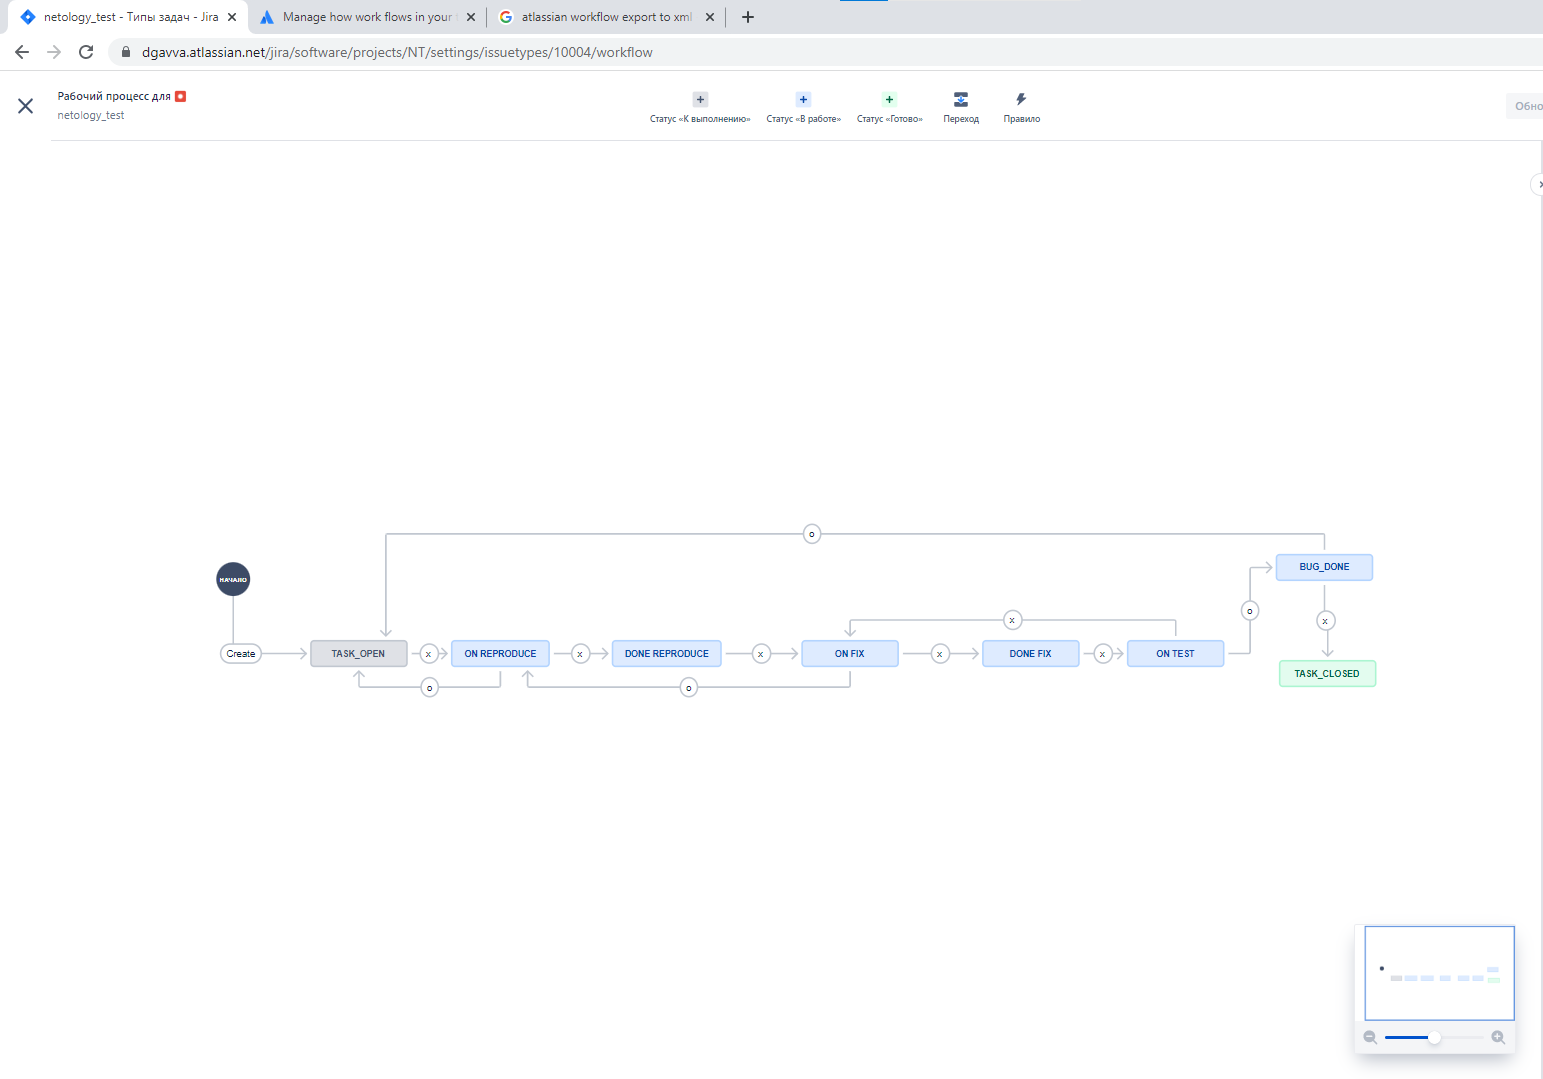 netology_test - Типы задач - Jira
Manage how work flows in your
atlassian workflow export to xml
dgavva.atlassian.net/jira/software/projects/NT/settings/issuetypes/10004/workflow
Рабочий процесс для
netology_test
Статус «К выполнению»
Статус «В работе»
Статус «Готово»
Переход
Правило
Обно
o
НАЧАЛО
BUG_DONE
o
x
x
Create
TASK_OPEN
x
ON REPRODUCE
x
DONE REPRODUCE
x
ON FIX
x
DONE FIX
x
ON TEST
TASK_CLOSED
o
o